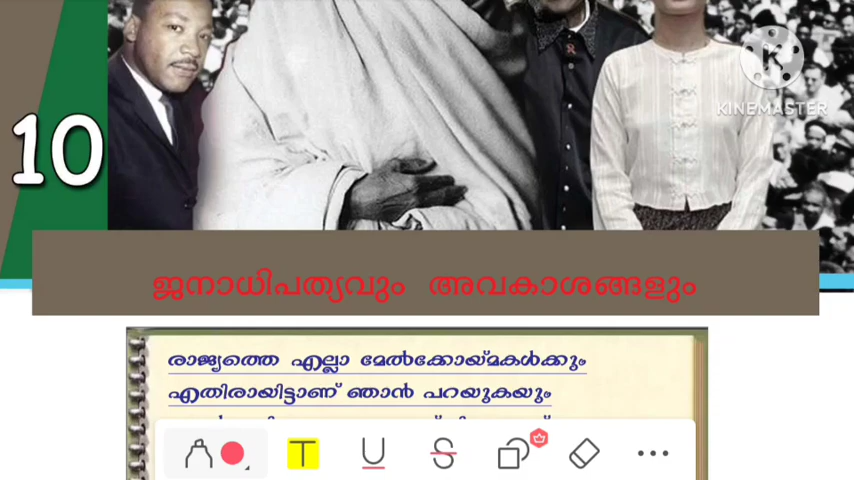 KINEMASTER
10
ജനാധിപത്യവും അവകാശങ്ങളും
രാജ്യത്തെ എല്ലാ മേൽക്കോയ്മകൾക്കും
എതിരായിട്ടാണ് ഞാൻ പറയുകയും